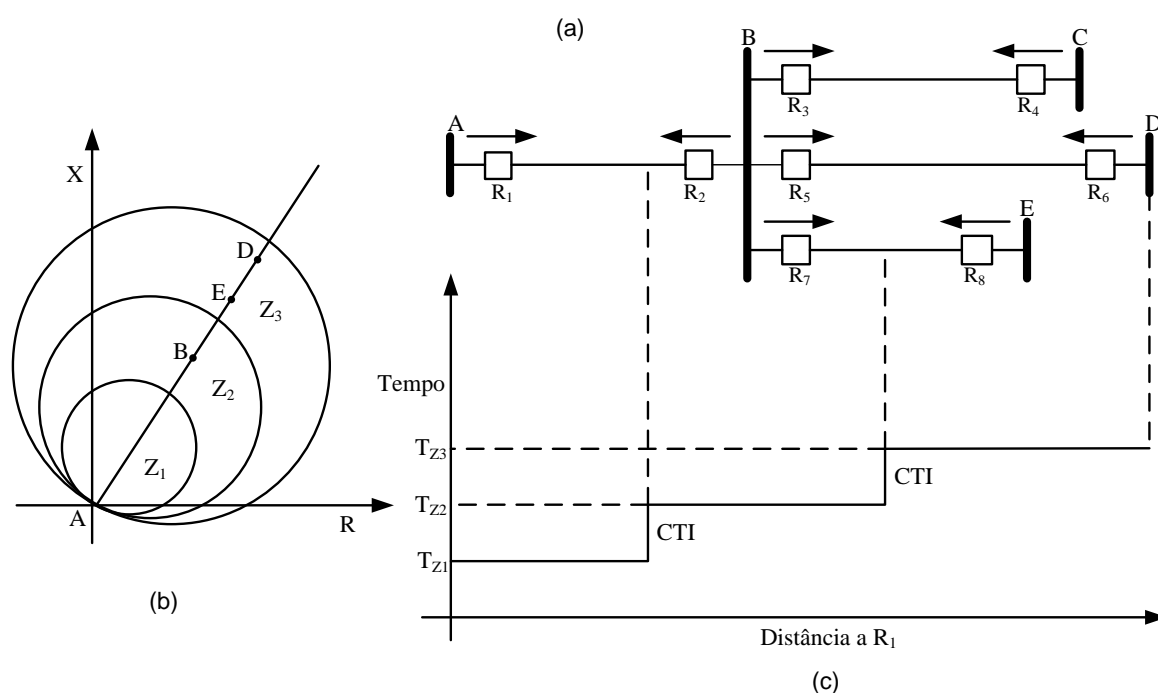 (a)
B
C
R3
R4
A
D
R1
R2
R5
R6
E
R7
R8
X
D
E
Z3
B
Z2
Z1
A
R
(b)
Tempo
TZ3
CTI
TZ2
CTI
TZ1
Distância a R1
(c)